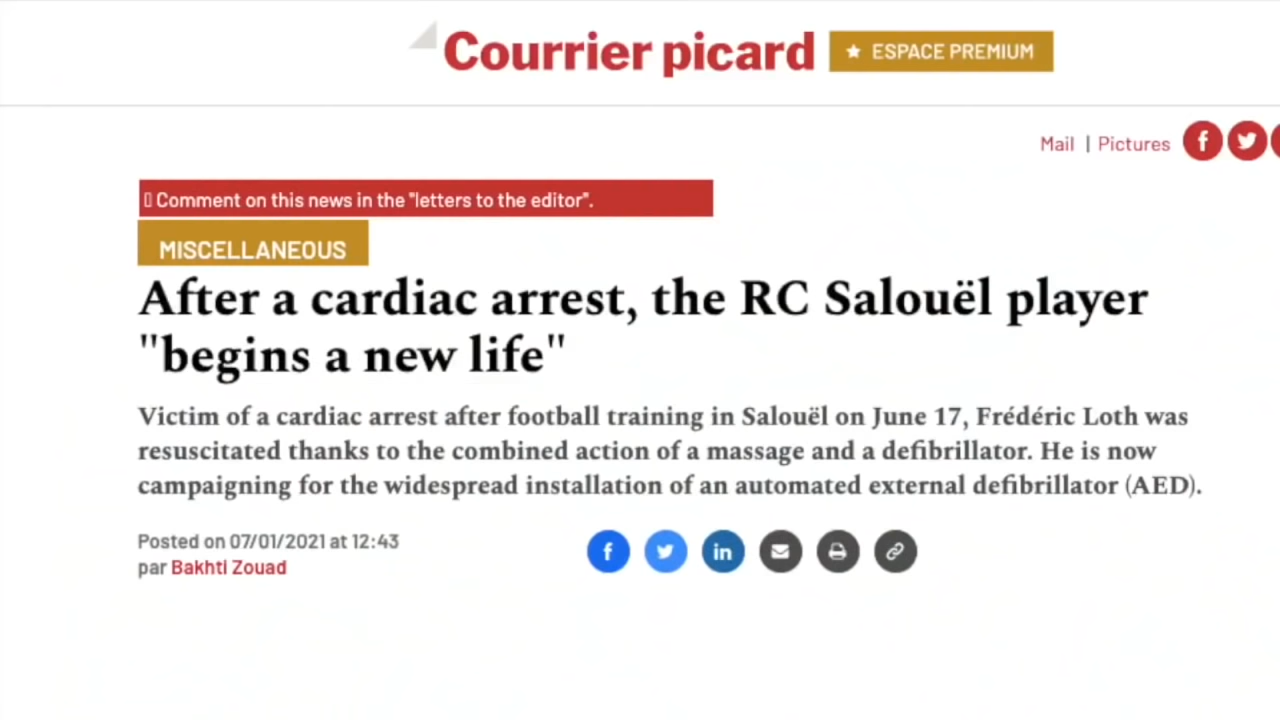 Courrier picard
ESPACE PREMIUM
Mail | Pictures
Comment on this news in the "letters to the editor".
MISCELLANEOUS
After a cardiac arrest, the RC Salouël player
"begins a new life"
Victim of a cardiac arrest after football training in Salouël on June 17, Frédéric Loth was
resuscitated thanks to the combined action of a massage and a defibrillator. He is now
campaigning for the widespread installation of an automated external defibrillator (AED).
Posted on 07/01/2021 at 12:43
par Bakhti Zouad